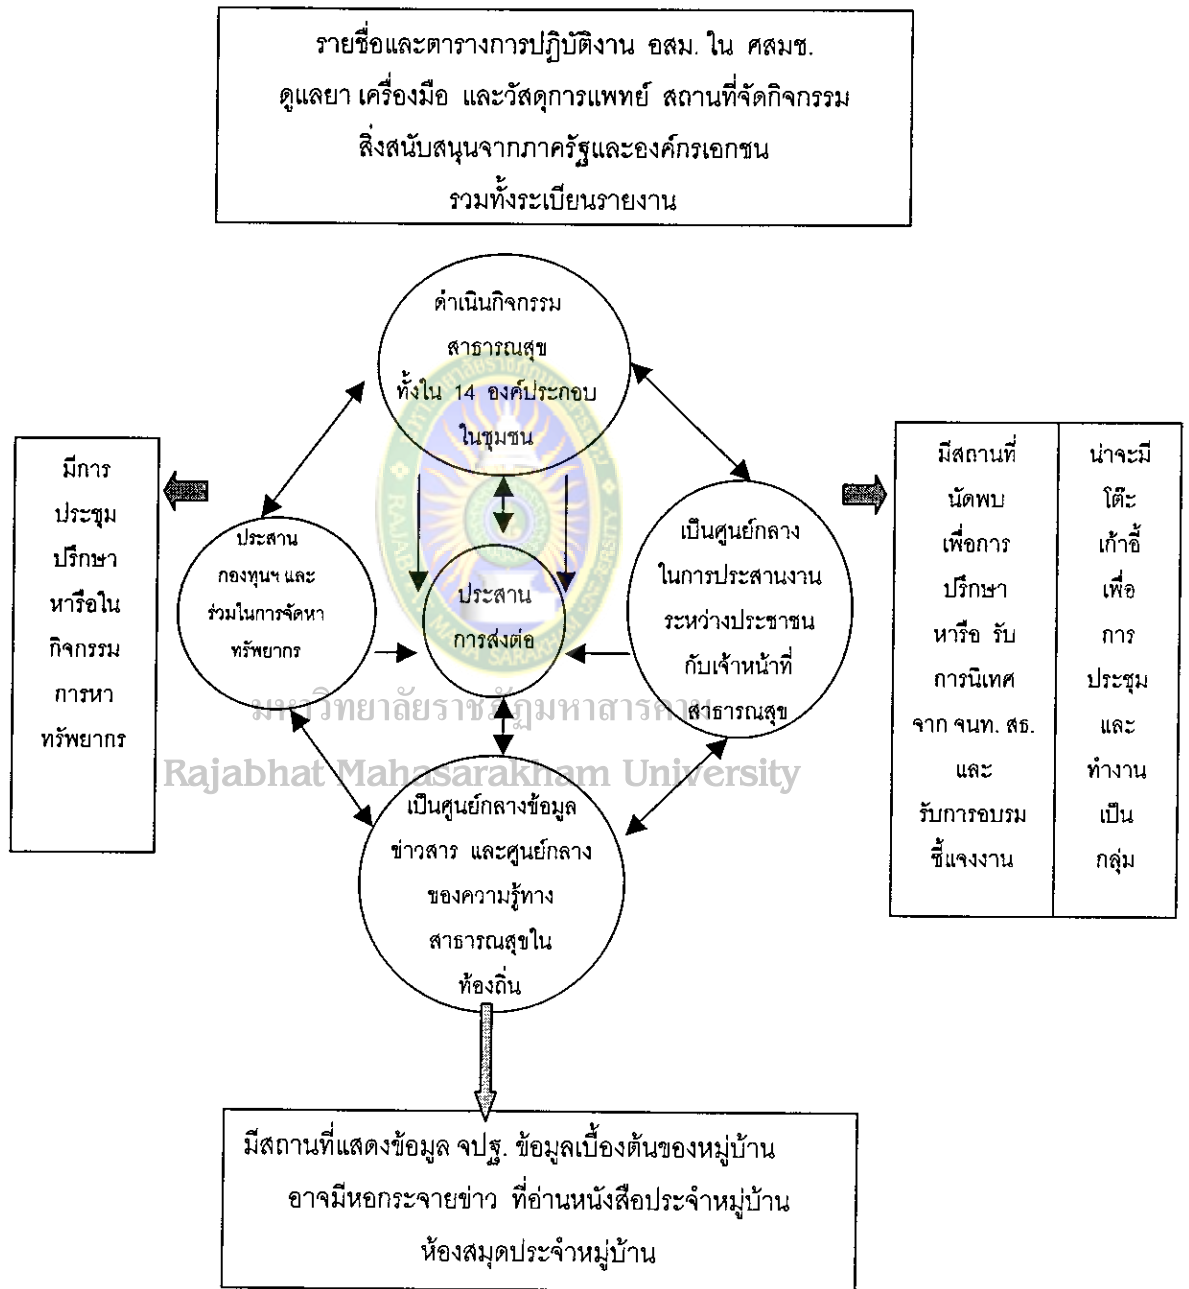 รายชื่อและตารางการปฏิบัติงาน อสม. ใน ศสมช.
ดูแลยา เครื่องมือ และวัสดุการแพทย์ สถานที่จัดกิจกรรม
สิ่งสนับสนุนจากภาครัฐและองค์กรเอกชน
รวมทั้งระเบียนรายงาน
ดำเนินกิจกรรม
สาธารณสุข
ทั้งใน 14 องค์ประกอบ
ในชุมชน
มีการ
ประชุม
ปรึกษา
หารือใน
กิจกรรม
การหา
ทรัพยากร
ประสาน
กองทุนฯ และ
ร่วมในการจัดหา
ทรัพยากร
ประสาน
การส่งต่อ
เป็นศูนย์กลาง
ในการประสานงาน
ระหว่างประชาชน
กับเจ้าหน้าที่
สาธารณสุข
มีสถานที่
นัดพบ
เพื่อการ
ปรึกษา
หารือ รับ
การนิเทศ
จาก จนท. สธ.
และ
รับการอบรม
ชี้แจงงาน
น่าจะมี
โต๊ะ
เก้าอี้
เพื่อ
การ
ประชุม
และ
ทำงาน
เป็น
กลุ่ม
มหาวิทยาลัยราชภัฏมหาสารคาม
Rajabhat Mahasarakham University
เป็นศูนย์กลางข้อมูล
ข่าวสาร และศูนย์กลาง
ของความรู้ทาง
สาธารณสุขใน
ท้องถิ่น
มีสถานที่แสดงข้อมูล จปฐ. ข้อมูลเบื้องต้นของหมู่บ้าน
อาจมีหอกระจายข่าว ที่อ่านหนังสือประจำหมู่บ้าน
ห้องสมุดประจำหมู่บ้าน